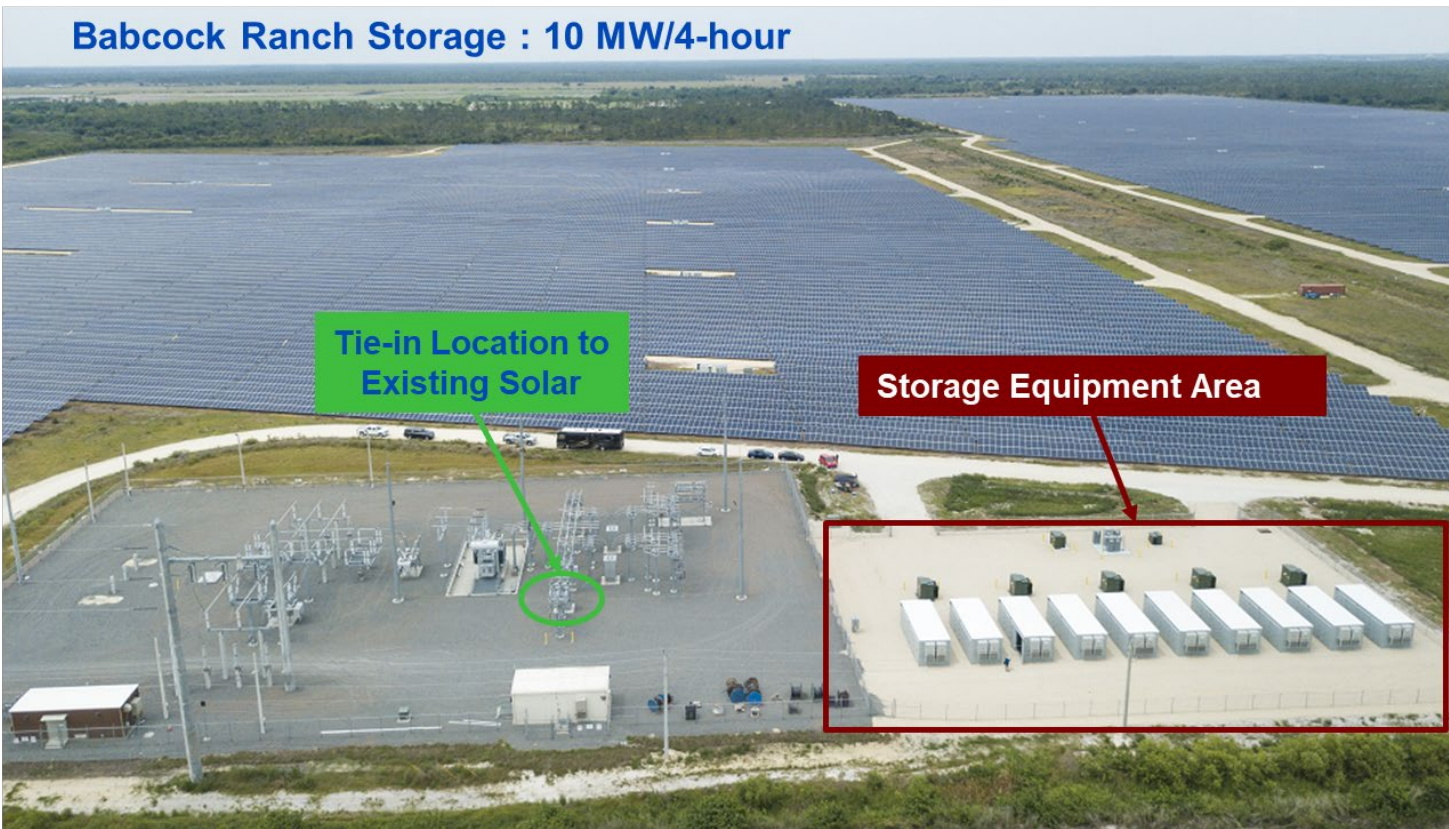 Babcock Ranch Storage : 10 MW/4-hour
Tie-in Location to
Existing Solar
Storage Equipment Area